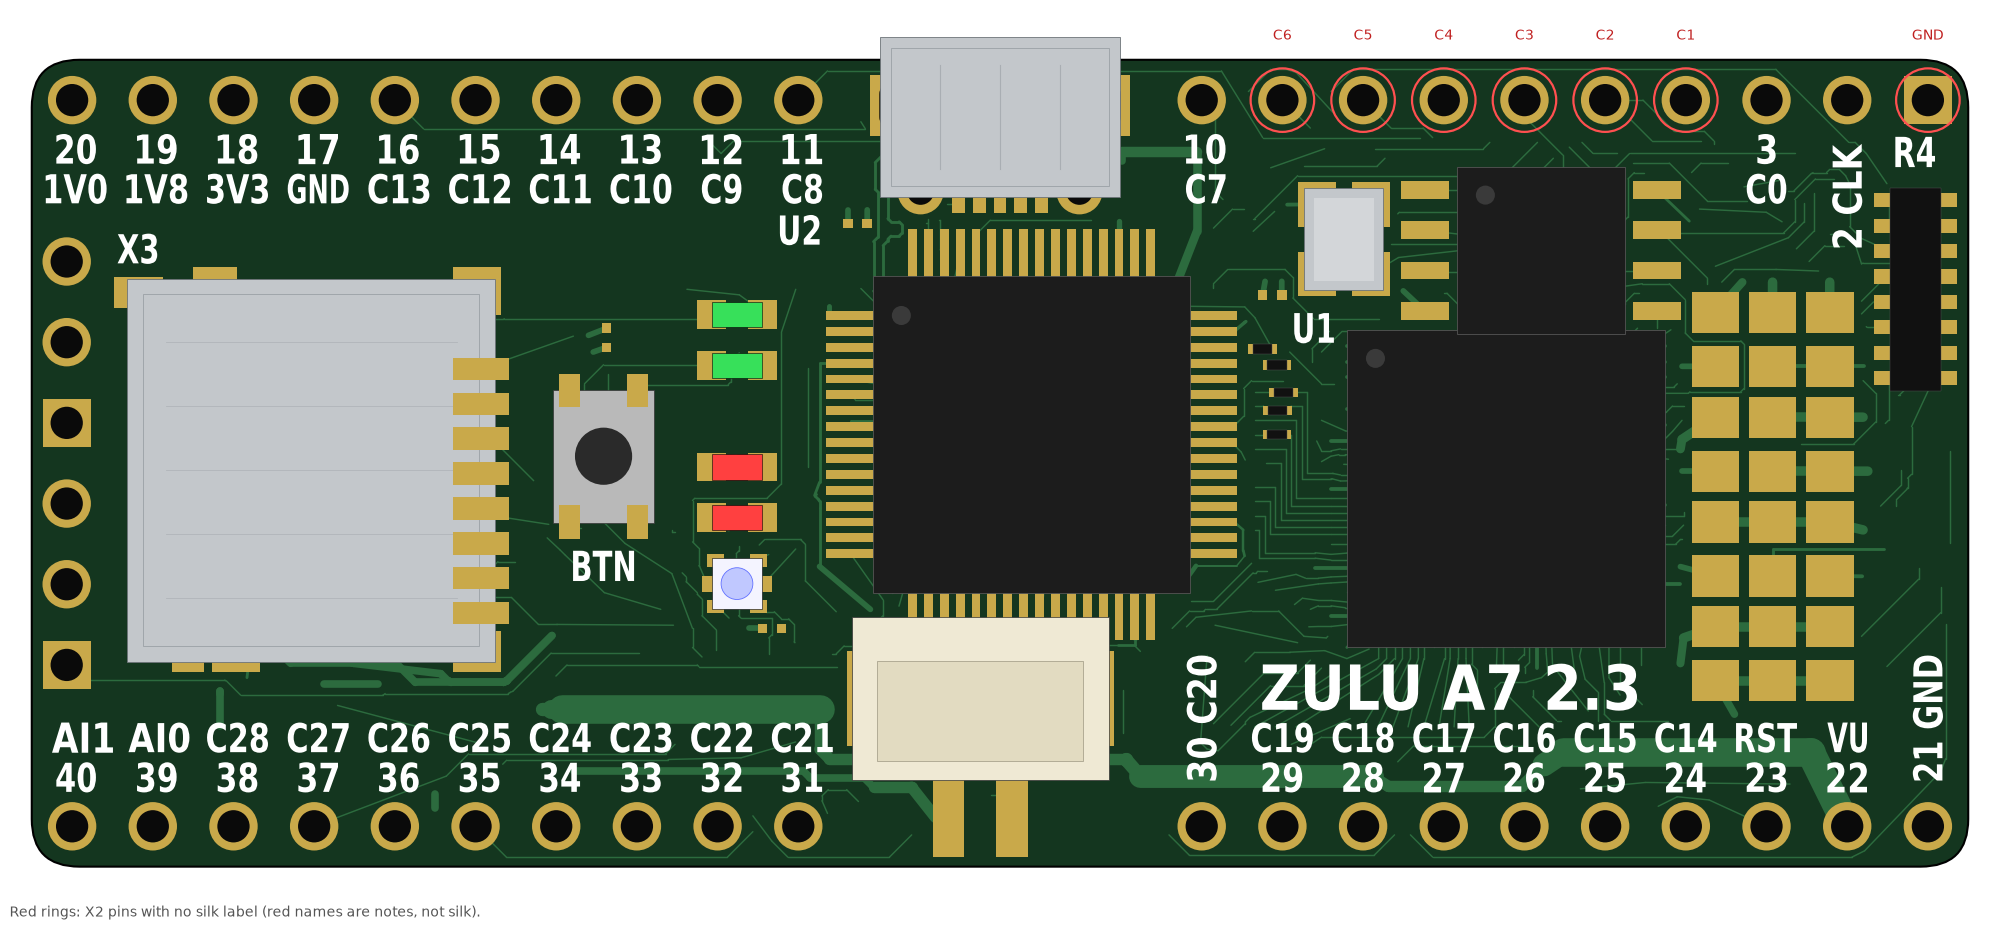 C6 C5 C4 C3 C2 C1 GND
20 19 18 17 16 15 14 13 12 11 10 3
1V0 1V8 3V3 GND C13 C12 C11 C10 C9 C8 C7 C0
2 CLK
R4
U2
X3
U1
BTN
ZULU A7 2.3
30 C20
21 GND
AI1 AI0 C28 C27 C26 C25 C24 C23 C22 C21 C19 C18 C17 C16 C15 C14 RST VU
40 39 38 37 36 35 34 33 32 31 29 28 27 26 25 24 23 22
Red rings: X2 pins with no silk label (red names are notes, not silk).